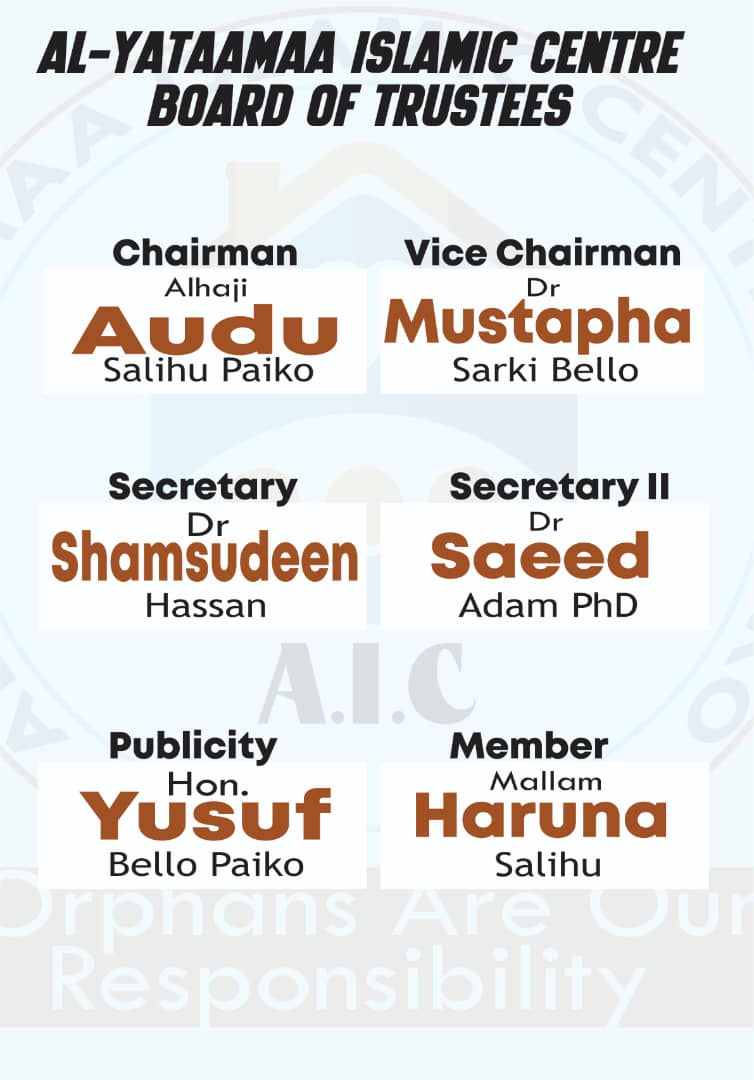 AL-YATAAMAA ISLAMIC CENTRE
BOARD OF TRUSTEES
Chairman
Alhaji
Audu
Salihu Paiko
Vice Chairman
Dr
Mustapha
Sarki Bello
Secretary
Dr
Shamsudeen
Hassan
Secretary II
Dr
Saeed
Adam PhD
A.I.C
Publicity
Hon.
Yusuf
Bello Paiko
Member
Mallam
Haruna
Salihu
Orphans Are Our
Responsibility